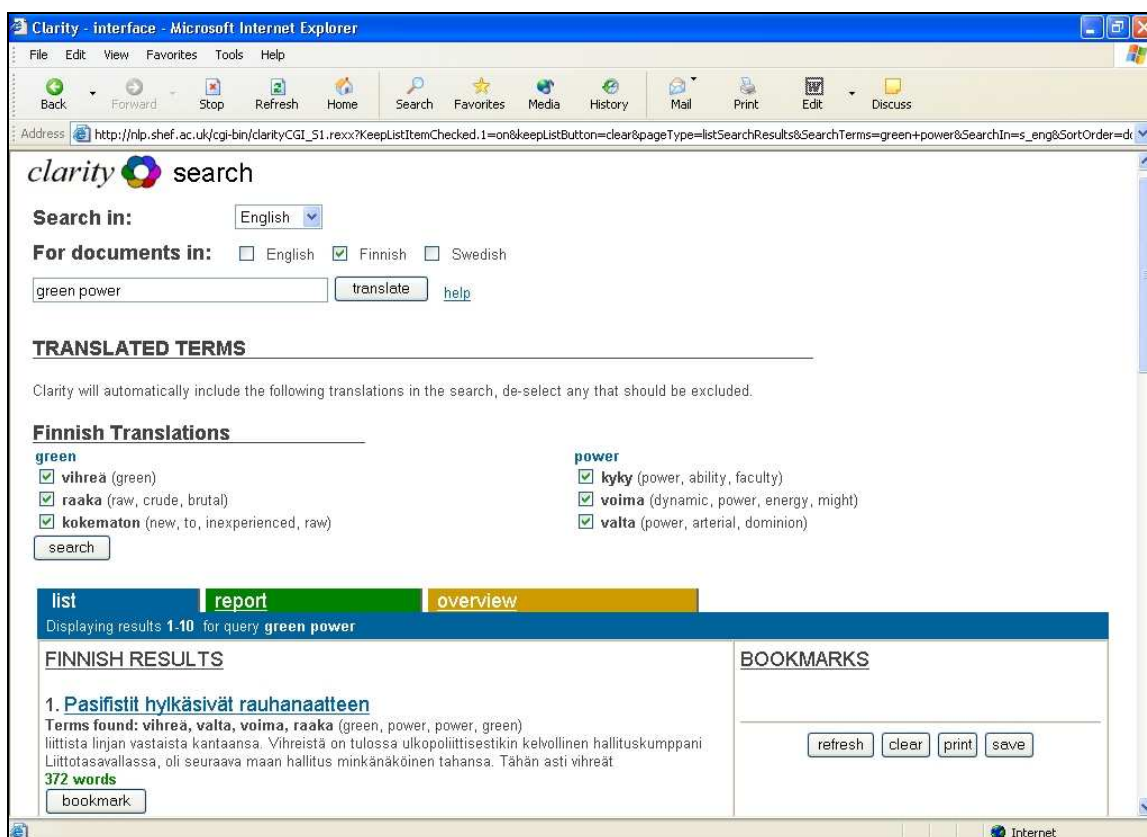 Clarity - interface - Microsoft Internet Explorer
File Edit View Favorites Tools Help
Back Forward Stop Refresh Home Search Favorites Media History Mail Print Edit Discuss
Address http://nlp.shef.ac.uk/cgi-bin/clarityCGI_S1.rexx?KeepListItemChecked.1=on&keepListButton=clear&pageType=listSearchResults&SearchTerms=green+power&SearchIn=s_eng&SortOrder=do
clarity search
Search in: English
For documents in: English Finnish Swedish
green power translate help
TRANSLATED TERMS
Clarity will automatically include the following translations in the search, de-select any that should be excluded.
Finnish Translations
green power
vihreä (green) kyky (power, ability, faculty)
raaka (raw, crude, brutal) voima (dynamic, power, energy, might)
kokematon (new, to, inexperienced, raw) valta (power, arterial, dominion)
search
list report overview
Displaying results 1-10 for query green power
FINNISH RESULTS BOOKMARKS
1. Pasifistit hylkäsivät rauhanaatteen
Terms found: vihreä, valta, voima, raaka (green, power, power, green)
liittista linjan vastaista kantaansa. Vihreistä on tulossa ulkopoliittisestikin kelvollinen hallituskumppani
refresh clear print save
Liittotasavallassa, oli seuraava maan hallitus minkänäköinen tahansa. Tähän asti vihreät
372 words
bookmark
Internet